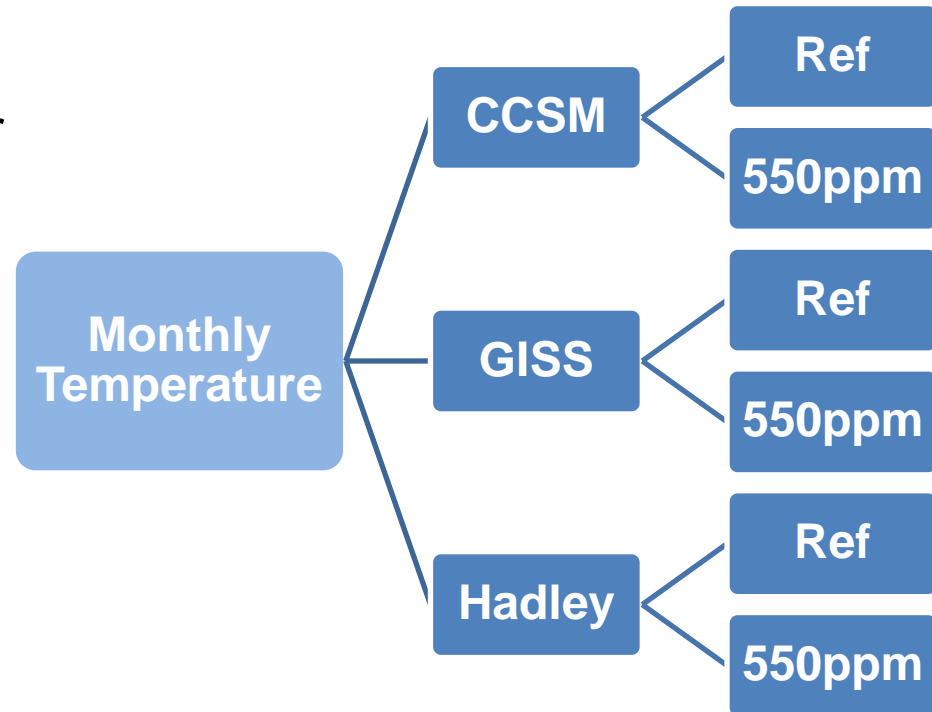 Monthly
Temperature
CCSM
Ref
550ppm
GISS
Ref
550ppm
Hadley
Ref
550ppm